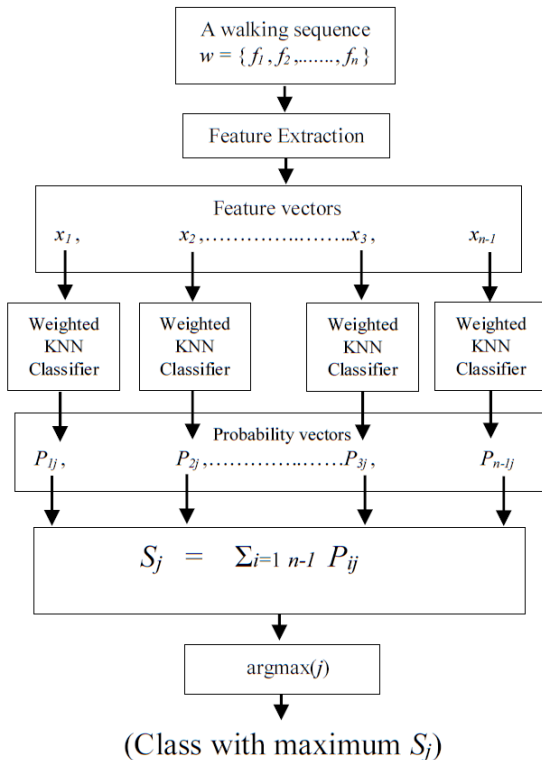 A walking sequence
w = { f1 , f2 ,......, fn }
Feature Extraction
Feature vectors
x1 , x2 ,.....................x3 , xn-1
Weighted KNN Classifier
Weighted KNN Classifier
Weighted KNN Classifier
Weighted KNN Classifier
Probability vectors
P1j, P2j,.....................P3j, Pn-1j
Sj = Σi=1 n-1 Pij
argmax(j)
(Class with maximum Sj)